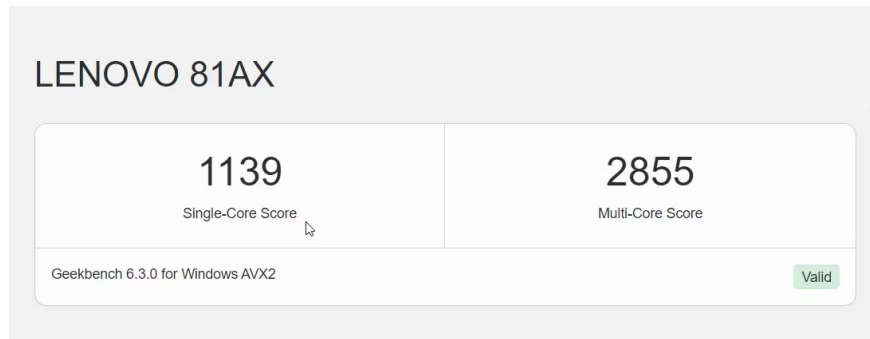 LENOVO 81AX
1139
Single-Core Score
2855
Multi-Core Score
Geekbench 6.3.0 for Windows AVX2
Valid